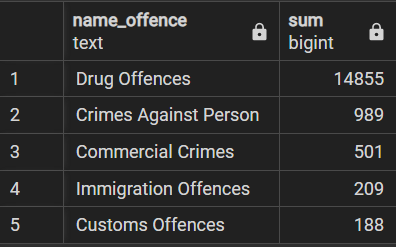 name_offence sum
text bigint
1 Drug Offences 14855
2 Crimes Against Person 989
3 Commercial Crimes 501
4 Immigration Offences 209
5 Customs Offences 188